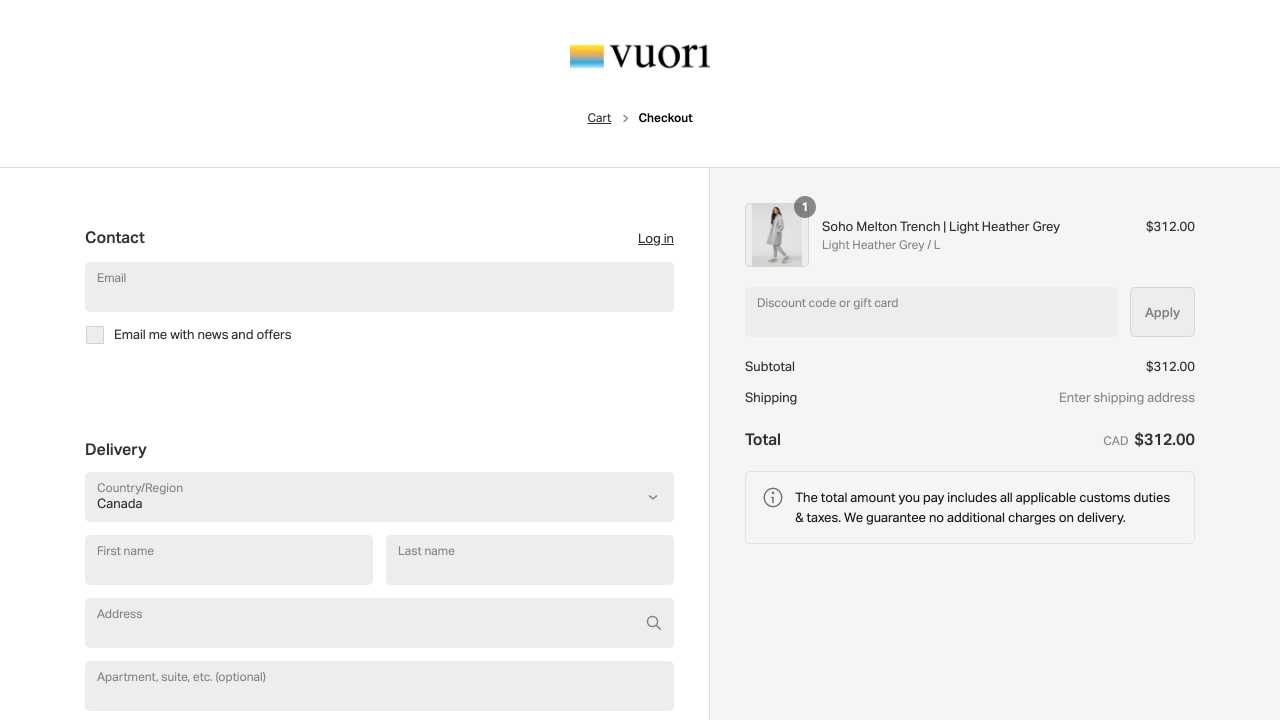 vuori
Cart > Checkout
Contact
Log in
Email
Email me with news and offers
Delivery
Country/Region
Canada
First name
Last name
Address
Apartment, suite, etc. (optional)
1
Soho Melton Trench | Light Heather Grey
$312.00
Light Heather Grey / L
Discount code or gift card
Apply
Subtotal
$312.00
Shipping
Enter shipping address
Total
CAD $312.00
The total amount you pay includes all applicable customs duties
& taxes. We guarantee no additional charges on delivery.